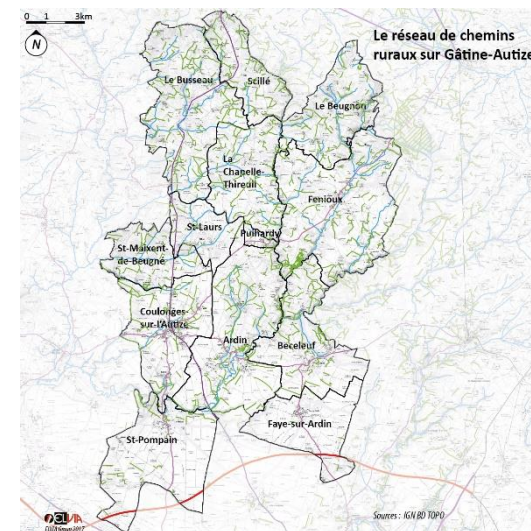 0 1 3km
N
Le réseau de chemins
ruraux sur Gâtine-Autize
Le Busseau
Scillé
Le Beugnon
La
Chapelle-
Thireuil
Fenioux
St-Laurs
Puihardy
St-Maixent-
de-Beugné
Coulonges-
sur-l'Autize
Ardin
Beceleuf
Faye-sur-Ardin
St-Pompain
Sources : IGN BD TOPO